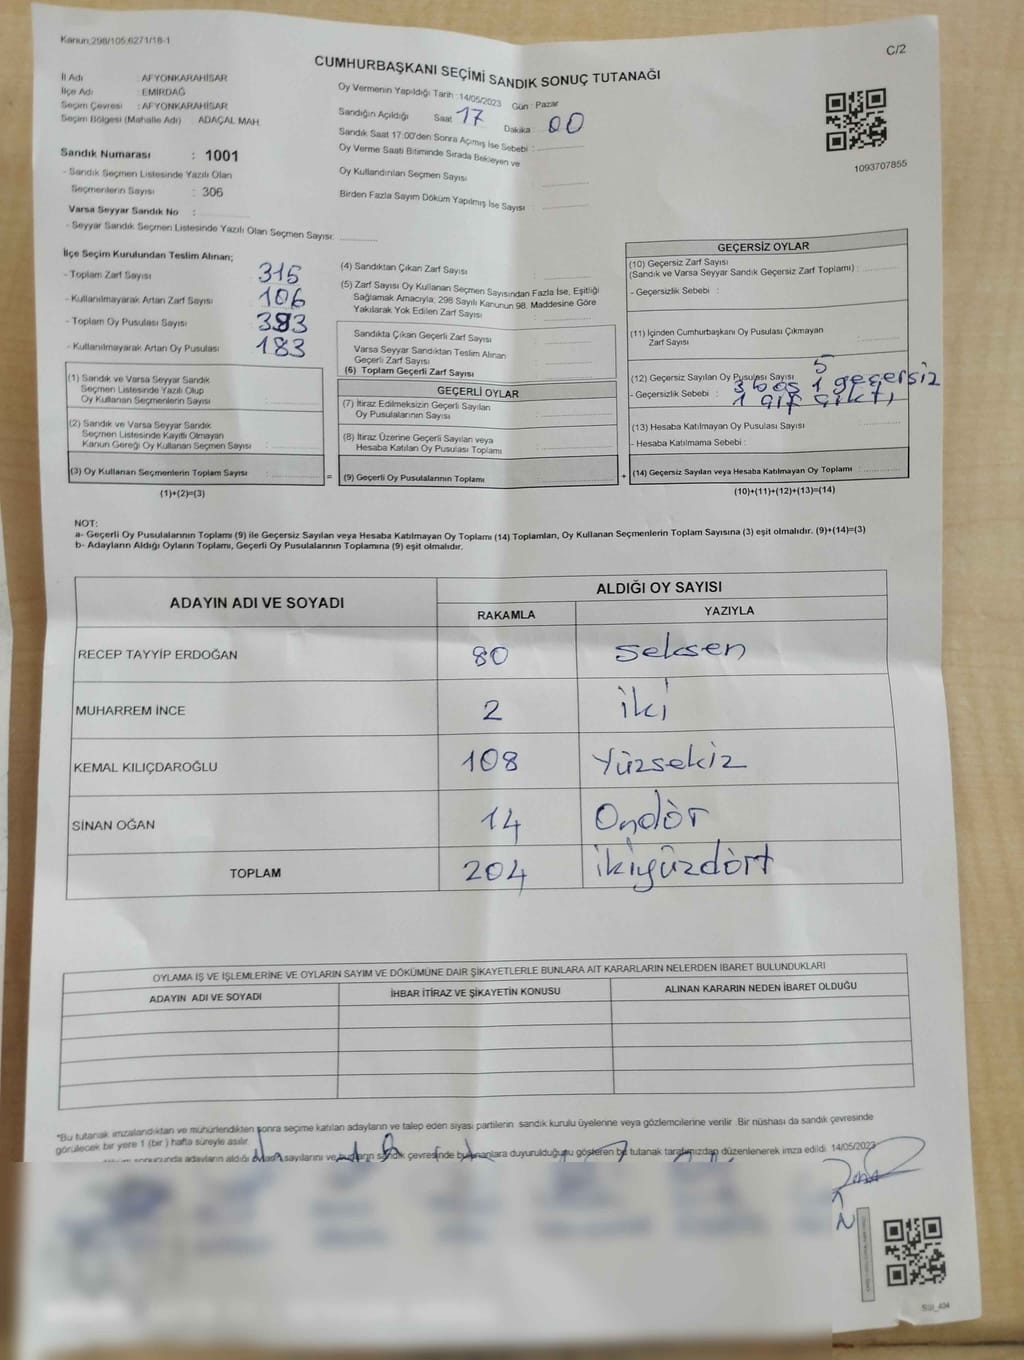 Kanun:298/105;6271/18-1
C/2
CUMHURBAŞKANI SEÇİMİ SANDIK SONUÇ TUTANAĞI
İl Adı : AFYONKARAHİSAR
İlçe Adı : EMİRDAĞ
Seçim Çevresi : AFYONKARAHİSAR
Seçim Bölgesi (Mahalle Adı) : ADAÇAL MAH.
Sandık Numarası : 1001
- Sandık Seçmen Listesinde Yazılı Olan
Seçmenlerin Sayısı : 306
Varsa Seyyar Sandık No :
- Seyyar Sandık Seçmen Listesinde Yazılı Olan Seçmen Sayısı:
Oy Vermenin Yapıldığı Tarih : 14/05/2023 Gün : Pazar
Sandığın Açıldığı Saat : 17 Dakika : 00
Sandık Saat 17:00'den Sonra Açılmış İse Sebebi :
Oy Verme Saati Bitiminde Sırada Bekleyen ve
Oy Kullandırılan Seçmen Sayısı
Birden Fazla Sayım Döküm Yapılmış İse Sayısı
1093707855
İlçe Seçim Kurulundan Teslim Alınan;
- Toplam Zarf Sayısı 315
- Kullanılmayarak Artan Zarf Sayısı 106
- Toplam Oy Pusulası Sayısı 393
- Kullanılmayarak Artan Oy Pusulası 183
(1) Sandık ve Varsa Seyyar Sandık
Seçmen Listesinde Yazılı Olup
Oy Kullanan Seçmenlerin Sayısı
(2) Sandık ve Varsa Seyyar Sandık
Seçmen Listesinde Kayıtlı Olmayan
Kanun Gereği Oy Kullanan Seçmen Sayısı
(3) Oy Kullanan Seçmenlerin Toplam Sayısı
(1)+(2)=(3)
(4) Sandıktan Çıkan Zarf Sayısı
(5) Zarf Sayısı Oy Kullanan Seçmen Sayısından Fazla İse, Eşitliği
Sağlamak Amacıyla; 298 Sayılı Kanunun 98. Maddesine Göre
Yakılarak Yok Edilen Zarf Sayısı
Sandıkta Çıkan Geçerli Zarf Sayısı
Varsa Seyyar Sandıktan Teslim Alınan
Geçerli Zarf Sayısı
(6) Toplam Geçerli Zarf Sayısı
=
GEÇERLİ OYLAR
(7) İtiraz Edilmeksizin Geçerli Sayılan
Oy Pusulalarının Sayısı
(8) İtiraz Üzerine Geçerli Sayılan veya
Hesaba Katılan Oy Pusulası Toplamı
(9) Geçerli Oy Pusulalarının Toplamı
+
GEÇERSİZ OYLAR
(10) Geçersiz Zarf Sayısı
(Sandık ve Varsa Seyyar Sandık Geçersiz Zarf Toplamı) :
- Geçersizlik Sebebi :
(11) İçinden Cumhurbaşkanı Oy Pusulası Çıkmayan
Zarf Sayısı
(12) Geçersiz Sayılan Oy Pusulası Sayısı 5
- Geçersizlik Sebebi : 3 boş 1 geçersiz
1 çift çıktı
(13) Hesaba Katılmayan Oy Pusulası Sayısı
- Hesaba Katılmama Sebebi :
(14) Geçersiz Sayılan veya Hesaba Katılmayan Oy Toplamı
(10)+(11)+(12)+(13)=(14)
NOT:
a- Geçerli Oy Pusulalarının Toplamı (9) ile Geçersiz Sayılan veya Hesaba Katılmayan Oy Toplamı (14) Toplamları, Oy Kullanan Seçmenlerin Toplam Sayısına (3) eşit olmalıdır. (9)+(14)=(3)
b- Adayların Aldığı Oyların Toplamı, Geçerli Oy Pusulalarının Toplamına (9) eşit olmalıdır.
ADAYIN ADI VE SOYADI
ALDIĞI OY SAYISI
RAKAMLA YAZIYLA
RECEP TAYYİP ERDOĞAN 80 seksen
MUHARREM İNCE 2 iki
KEMAL KILIÇDAROĞLU 108 Yüzsekiz
SİNAN OĞAN 14 Ondör
TOPLAM 204 ikiyüzdört
OYLAMA İŞ VE İŞLEMLERİNE VE OYLARIN SAYIM VE DÖKÜMÜNE DAİR ŞİKAYETLERLE BUNLARA AİT KARARLARIN NELERDEN İBARET BULUNDUKLARI
ADAYIN ADI VE SOYADI İHBAR İTİRAZ VE ŞİKAYETİN KONUSU ALINAN KARARIN NEDEN İBARET OLDUĞU
*Bu tutanak imzalandıktan ve mühürlendikten sonra seçime katılan adayların ve talep eden siyasi partilerin sandık kurulu üyelerine veya gözlemcilerine verilir. Bir nüshası da sandık çevresinde
görülecek bir yere 1 (bir ) hafta süreyle asılır.
sonucunda adayların aldığı oyların sayılarını ve bunların sandık çevresinde bulunanlara duyurulduğunu gösteren bu tutanak tarafımızdan düzenlenerek imza edildi. 14/05/2023